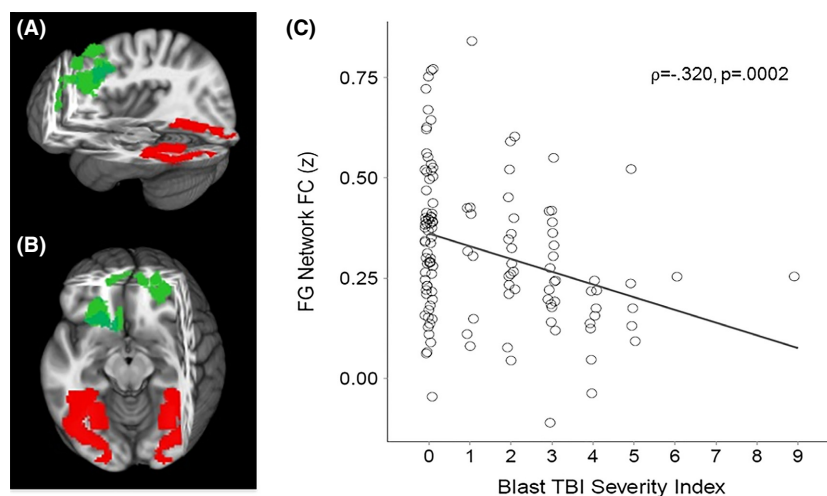 (A)
(B)
(C)
ρ=-.320, p=.0002
FG Network FC (z)
0.75
0.50
0.25
0.00
0 1 2 3 4 5 6 7 8 9
Blast TBI Severity Index